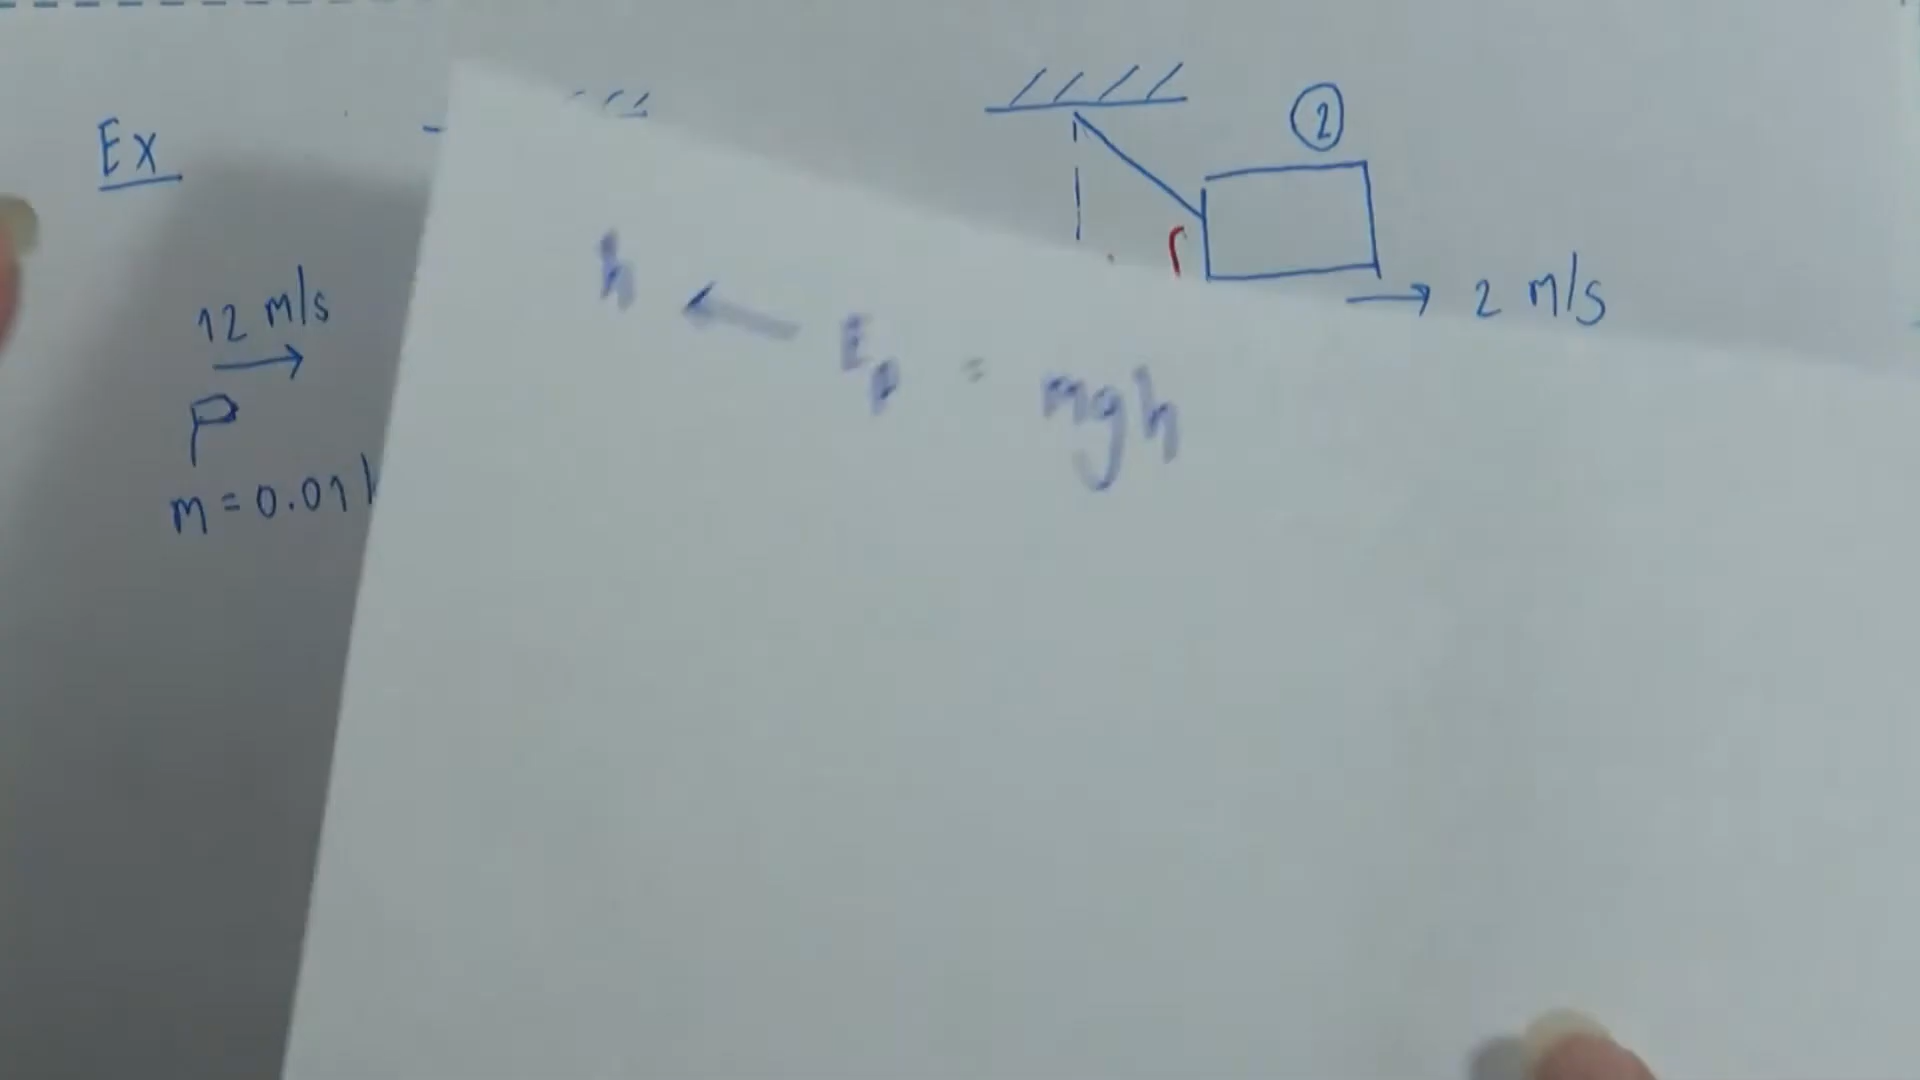 Ex
②
12 m/s
2 m/s
h ← Ep = mgh
m = 0.01